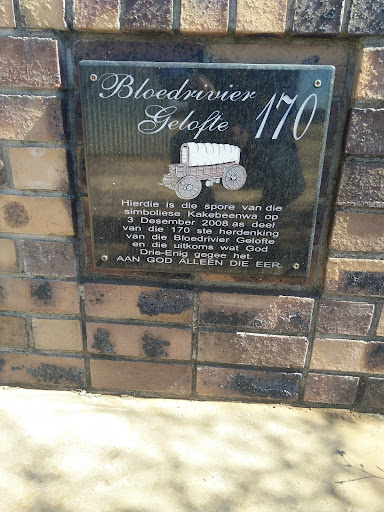 Bloedrivier
Gelofte 170
Hierdie is die spore van die
simboliese Kakebeenwa op
3 Desember 2008 as deel
van die 170 ste herdenking
van die Bloedrivier Gelofte
en die uitkoms wat God
Drie-Enig gegee het.
AAN GOD ALLEEN DIE EER.